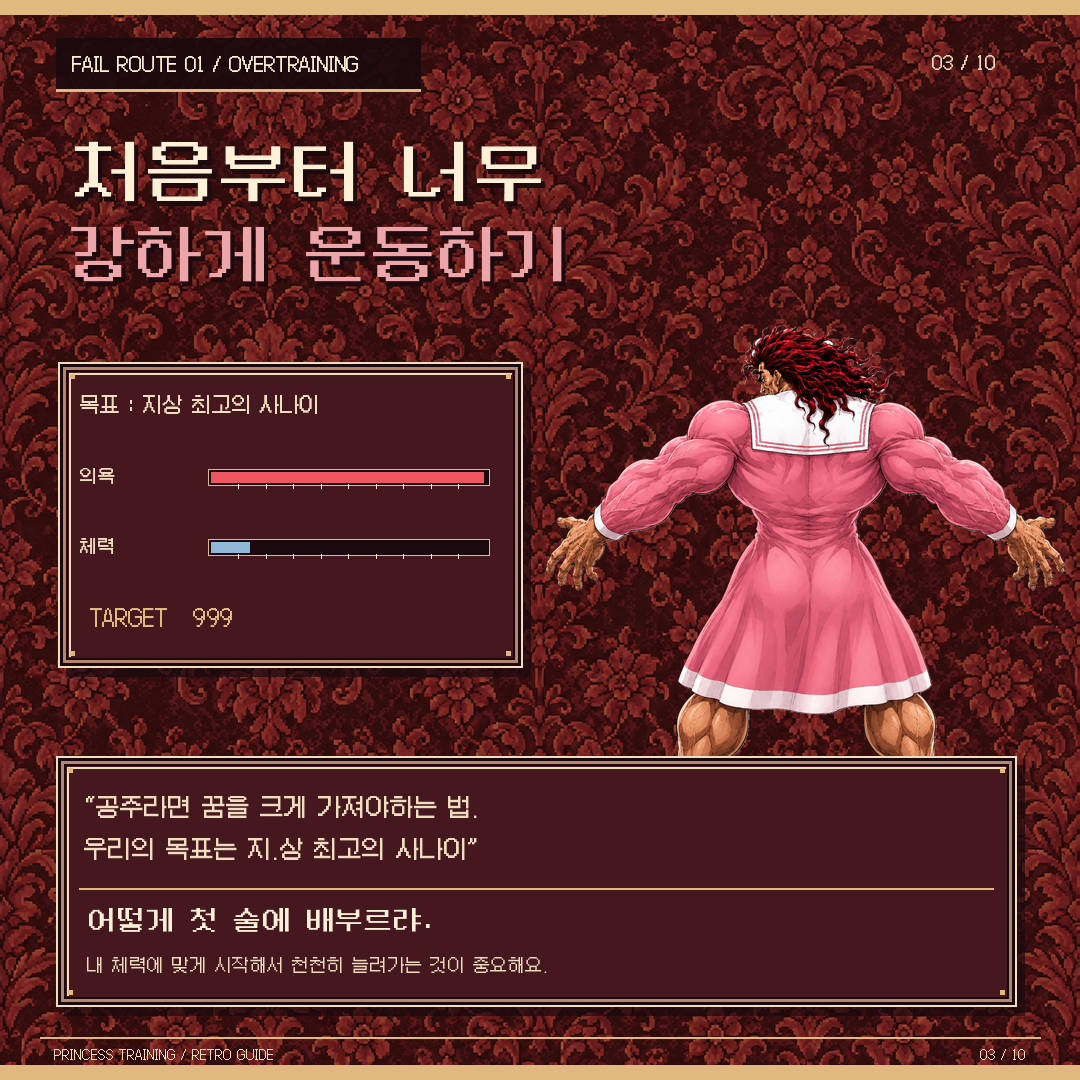 FAIL ROUTE 01 / OVERTRAINING
03 / 10
처음부터 너무
강하게 운동하기
목표 : 지상 최고의 사나이
의욕
체력
TARGET 999
“공주라면 꿈을 크게 가져야하는 법.
우리의 목표는 지.상 최고의 사나이”
어떻게 첫 술에 배부르랴.
내 체력에 맞게 시작해서 천천히 늘려가는 것이 중요해요.
PRINCESS TRAINING / RETRO GUIDE
03 / 10